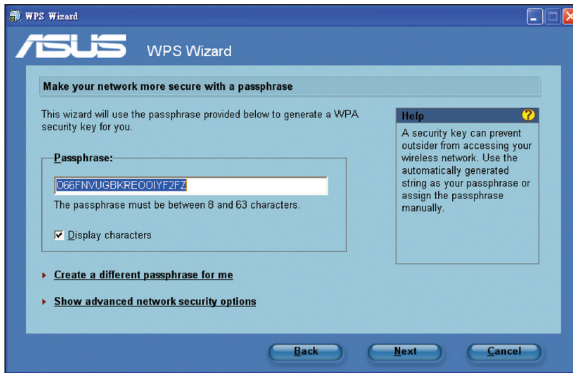 WPS Wizard
ASUS WPS Wizard
Make your network more secure with a passphrase
This wizard will use the passphrase provided below to generate a WPA
security key for you.
Passphrase:
O66FNVUGBKREOOIYF2FZ
The passphrase must be between 8 and 63 characters.
Display characters
Create a different passphrase for me
Show advanced network security options
Help
A security key can prevent
outsider from accessing your
wireless network. Use the
automatically generated
string as your passphrase or
assign the passphrase
manually.
Back
Next
Cancel